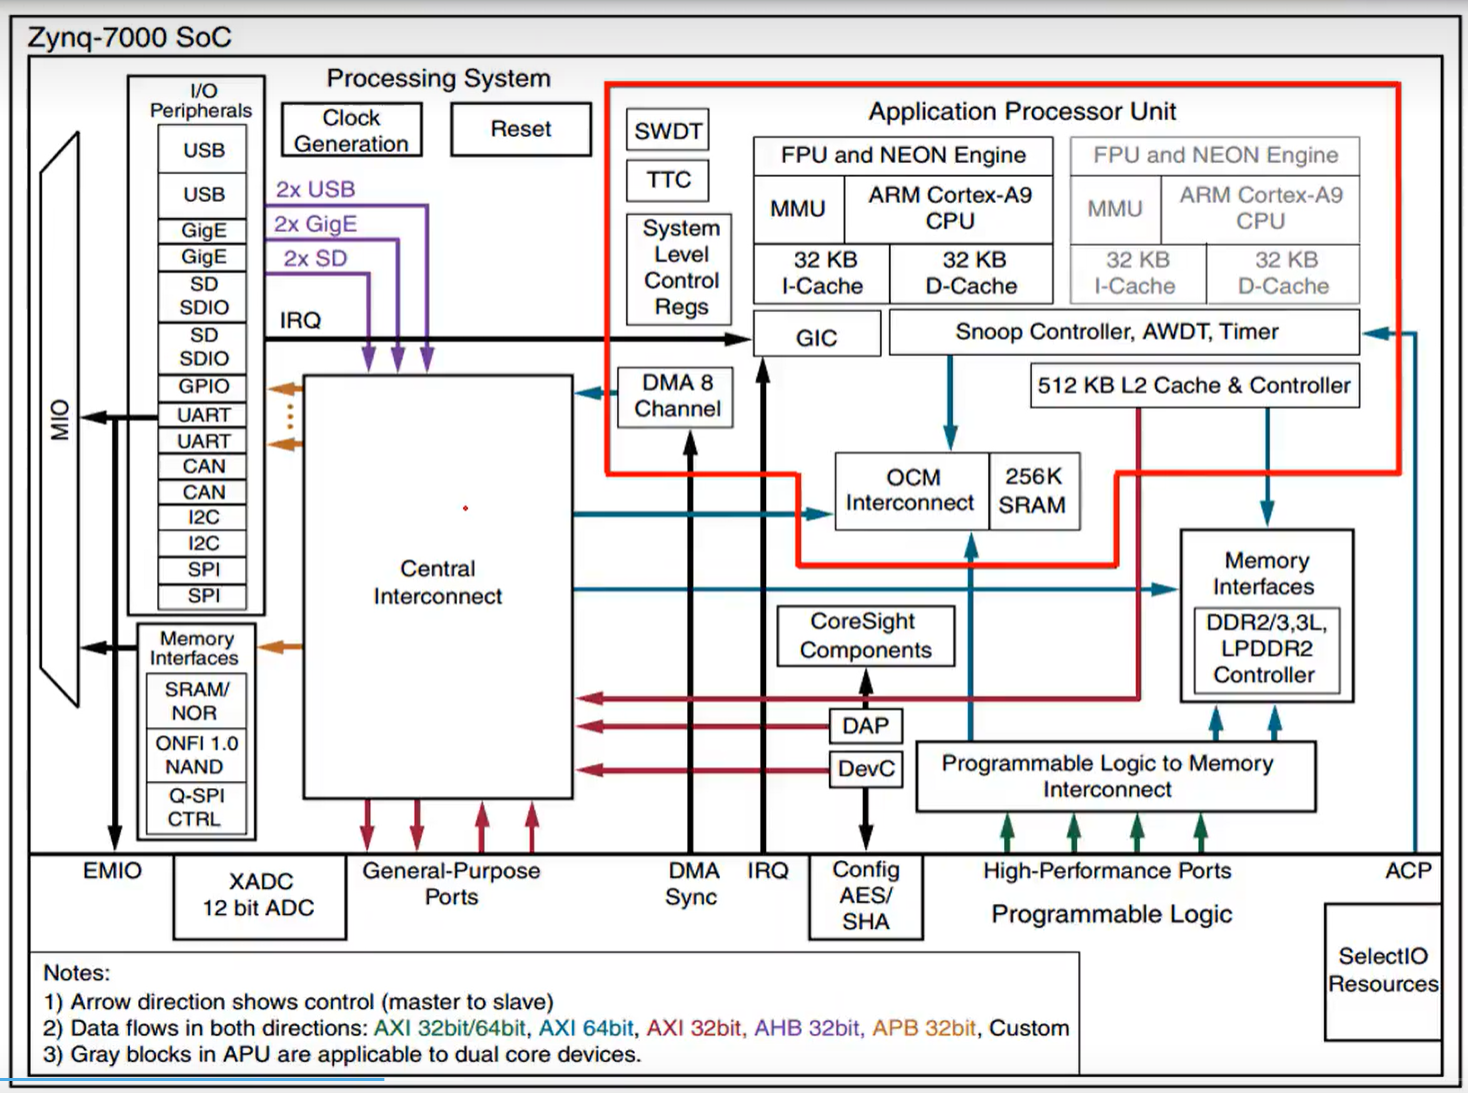 Zynq-7000 SoC
Processing System
I/O
Peripherals
USB
USB
GigE
GigE
SD
SDIO
SD
SDIO
GPIO
UART
UART
CAN
CAN
I2C
I2C
SPI
SPI
MIO
Memory
Interfaces
SRAM/
NOR
ONFI 1.0
NAND
Q-SPI
CTRL
Clock
Generation
Reset
2x USB
2x GigE
2x SD
IRQ
Central
Interconnect
Application Processor Unit
SWDT
TTC
System
Level
Control
Regs
FPU and NEON Engine
MMU
ARM Cortex-A9
CPU
32 KB
I-Cache
32 KB
D-Cache
FPU and NEON Engine
MMU
ARM Cortex-A9
CPU
32 KB
I-Cache
32 KB
D-Cache
GIC
Snoop Controller, AWDT, Timer
DMA 8
Channel
512 KB L2 Cache & Controller
OCM
Interconnect
256K
SRAM
Memory
Interfaces
DDR2/3,3L,
LPDDR2
Controller
CoreSight
Components
DAP
DevC
Programmable Logic to Memory
Interconnect
EMIO
XADC
12 bit ADC
General-Purpose
Ports
DMA
Sync
IRQ
Config
AES/
SHA
High-Performance Ports
ACP
Programmable Logic
SelectIO
Resources
Notes:
1) Arrow direction shows control (master to slave)
2) Data flows in both directions: AXI 32bit/64bit, AXI 64bit, AXI 32bit, AHB 32bit, APB 32bit, Custom
3) Gray blocks in APU are applicable to dual core devices.